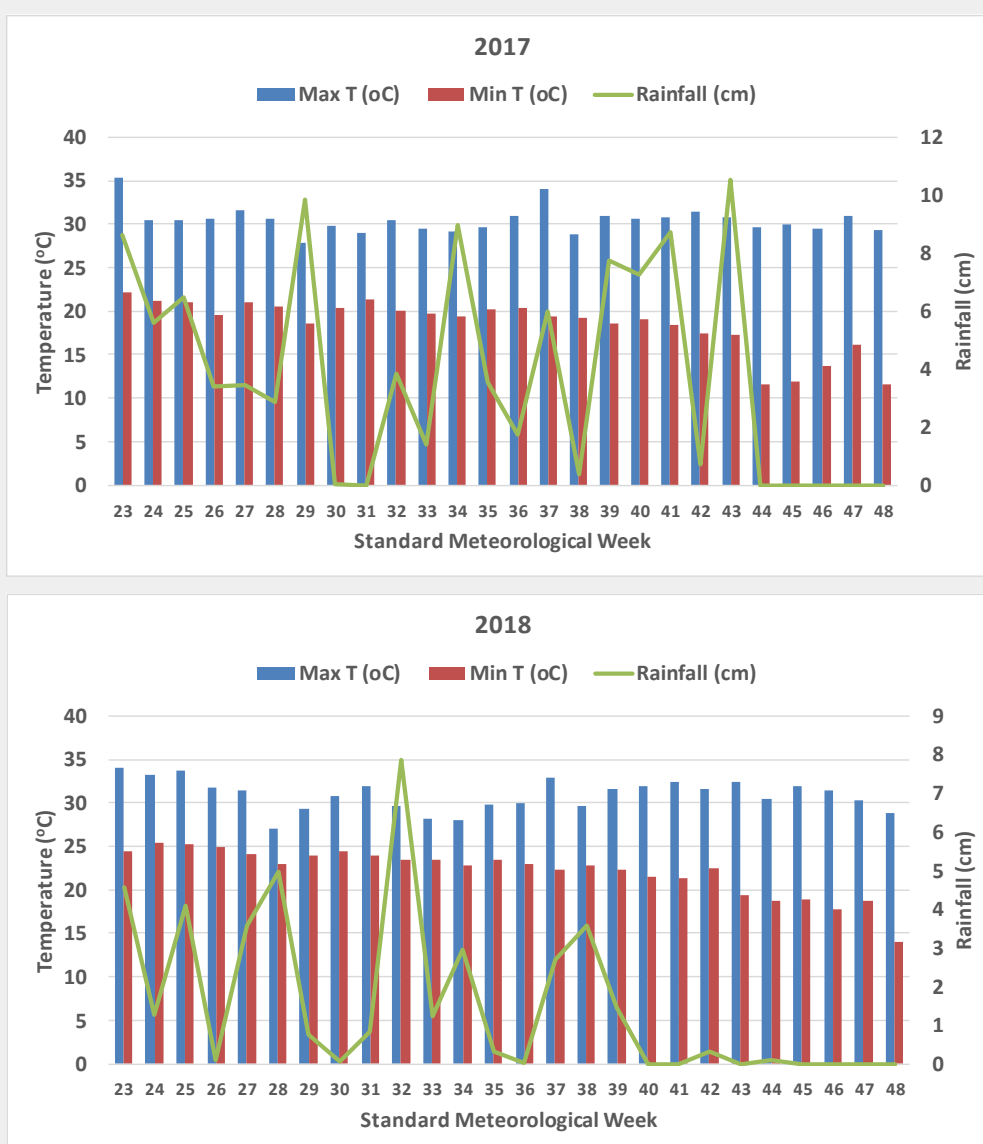 2017
Max T (oC) Min T (oC) Rainfall (cm)
40 12
35 10
30
25 8
20 6
15 4
10
5 2
0 0
Temperature (°C)
Rainfall (cm)
23 24 25 26 27 28 29 30 31 32 33 34 35 36 37 38 39 40 41 42 43 44 45 46 47 48
Standard Meteorological Week
2018
Max T (oC) Min T (oC) Rainfall (cm)
40 9
35 8
30 7
25 6
20 5
15 4
10 3
5 2
0 1
0
Temperature (°C)
Rainfall (cm)
23 24 25 26 27 28 29 30 31 32 33 34 35 36 37 38 39 40 41 42 43 44 45 46 47 48
Standard Meteorological Week